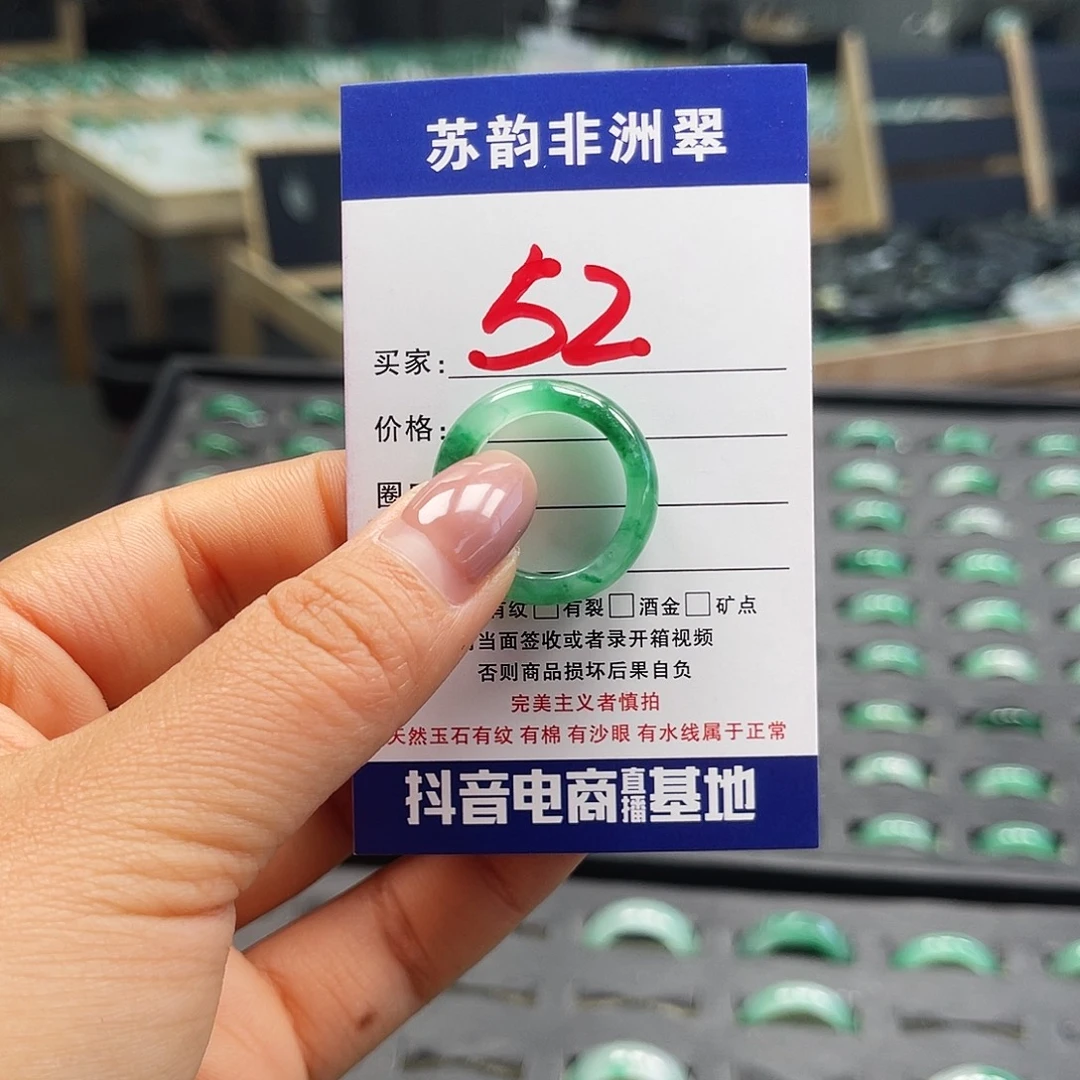 苏韵非洲翠
52
买家:
价格:
圈
有纹□有裂□酒金□矿点
当面签收或者录开箱视频
否则商品损坏后果自负
完美主义者慎拍
天然玉石有纹 有棉 有沙眼 有水线属于正常
抖音电商直播基地